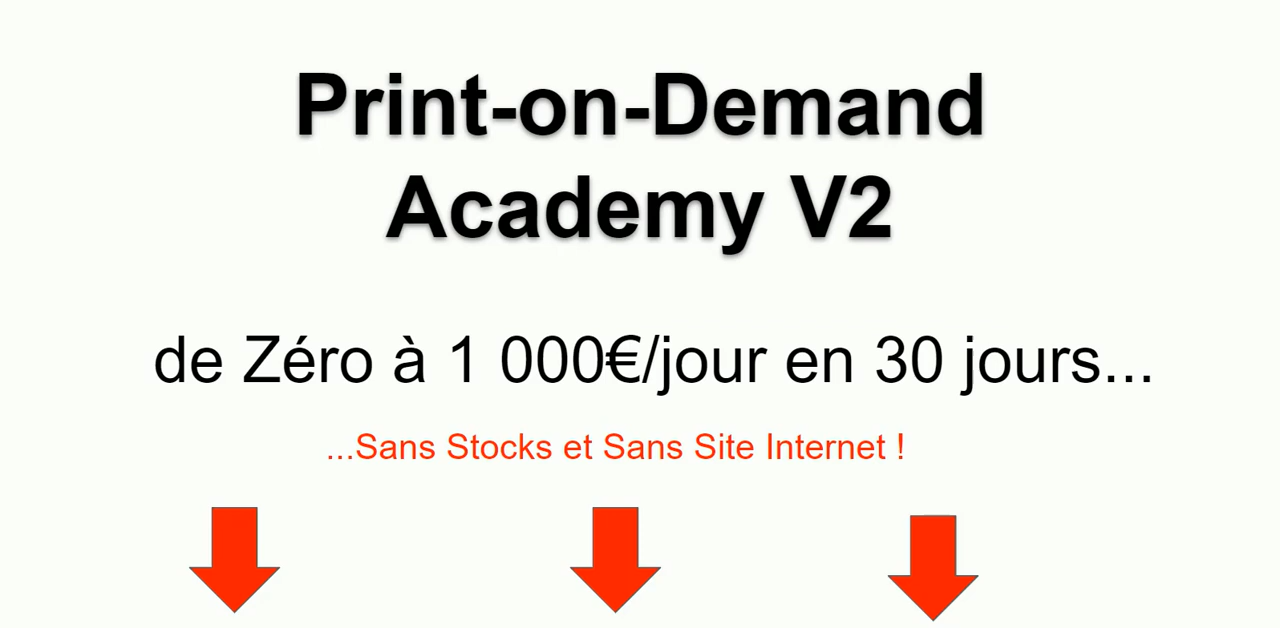 Print-on-Demand
Academy V2
de Zéro à 1 000€/jour en 30 jours...
...Sans Stocks et Sans Site Internet !